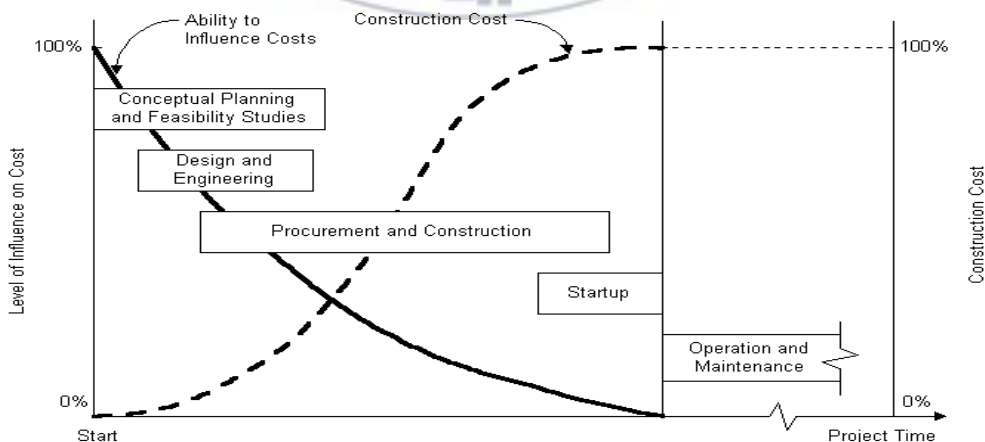 Ability to
Influence Costs
Construction Cost
100%
100%
Conceptual Planning
and Feasibility Studies
Design and
Engineering
Procurement and Construction
Startup
Operation and
Maintenance
Level of Influence on Cost
Construction Cost
0%
0%
Start
Project Time